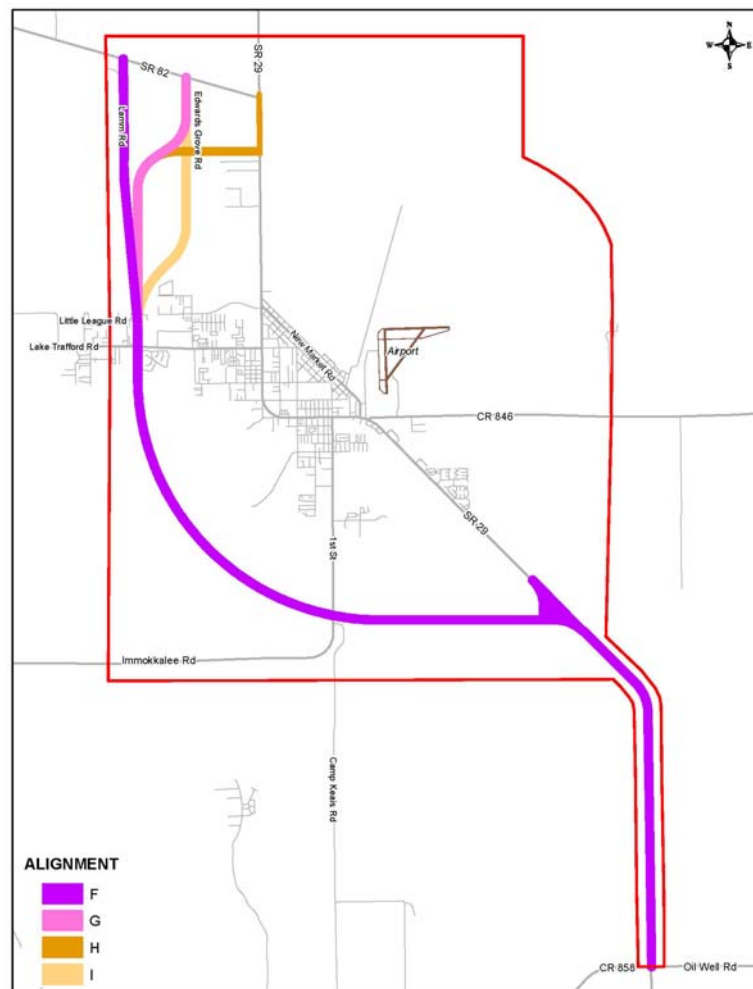 N
W E
S
SR 82
SR 29
Lamm Rd
Edwards Grove Rd
Little League Rd
Lake Trafford Rd
New Market Rd
Airport
CR 846
SR 29
1st St
Immokkalee Rd
Camp Keais Rd
ALIGNMENT
F
G
H
I
CR 858
Oil Well Rd